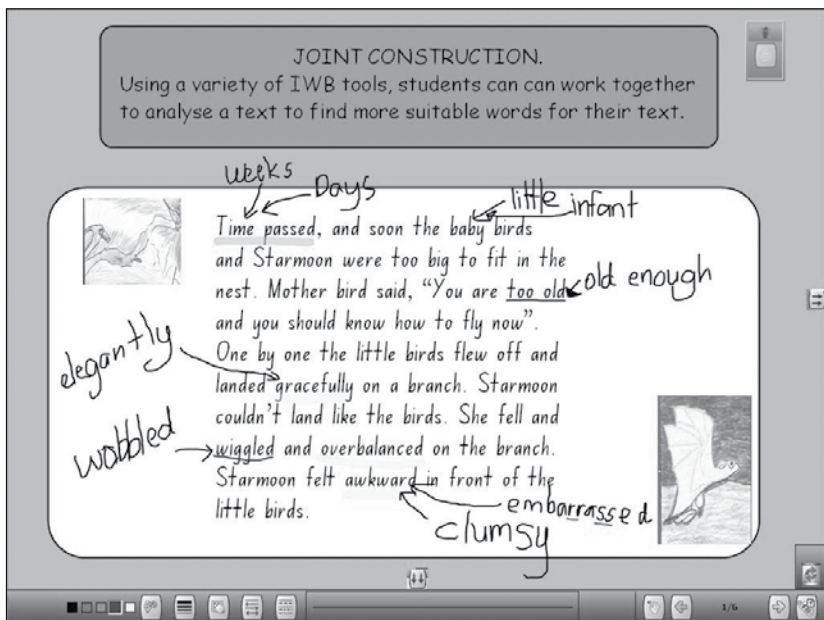 JOINT CONSTRUCTION.
Using a variety of IWB tools, students can can work together
to analyse a text to find more suitable words for their text.
weeks
Days
little infant
Time passed, and soon the baby birds
and Starmoon were too big to fit in the
nest. Mother bird said, “You are too old
old enough
and you should know how to fly now”.
One by one the little birds flew off and
elegantly
landed gracefully on a branch. Starmoon
couldn’t land like the birds. She fell and
wobbled
wiggled and overbalanced on the branch.
Starmoon felt awkward in front of the
embarrassed
little birds.
clumsy
1/6